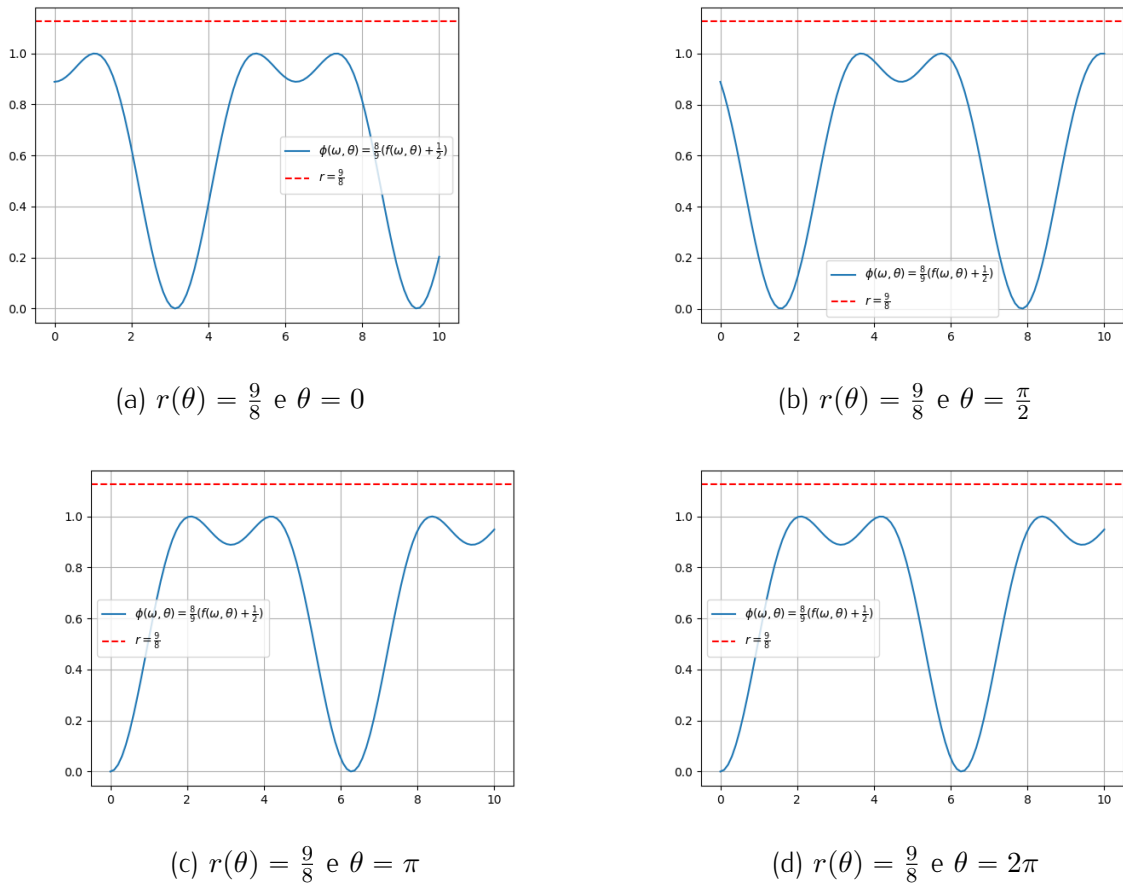 1.0
0.8
0.6
0.4
0.2
0.0
ϕ(ω, θ) = 8/9(f(ω, θ) + 1/2)
r = 9/8
0 2 4 6 8 10
(a) r(θ) = 9/8 e θ = 0
1.0
0.8
0.6
0.4
0.2
0.0
ϕ(ω, θ) = 8/9(f(ω, θ) + 1/2)
r = 9/8
0 2 4 6 8 10
(b) r(θ) = 9/8 e θ = π/2
1.0
0.8
0.6
0.4
0.2
0.0
ϕ(ω, θ) = 8/9(f(ω, θ) + 1/2)
r = 9/8
0 2 4 6 8 10
(c) r(θ) = 9/8 e θ = π
1.0
0.8
0.6
0.4
0.2
0.0
ϕ(ω, θ) = 8/9(f(ω, θ) + 1/2)
r = 9/8
0 2 4 6 8 10
(d) r(θ) = 9/8 e θ = 2π